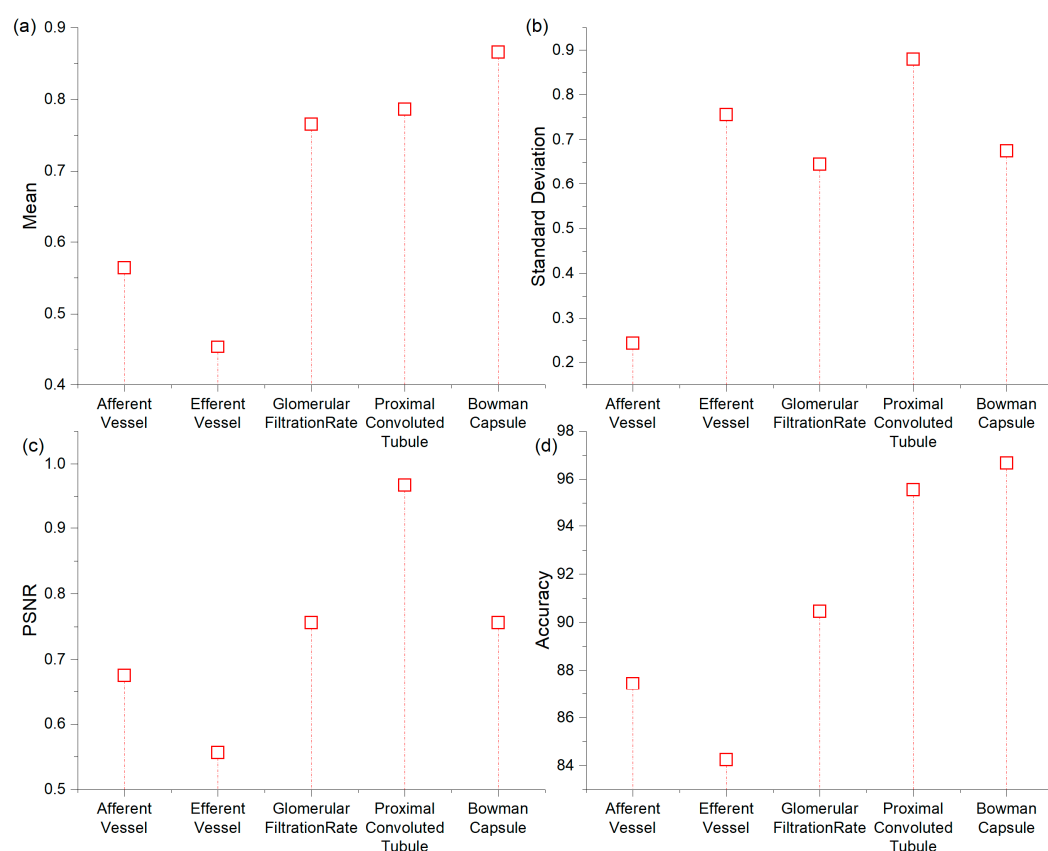 (a)
0.9
0.8
0.7
0.6
0.5
0.4
Mean
Afferent Vessel
Efferent Vessel
Glomerular FiltrationRate
Proximal Convoluted Tubule
Bowman Capsule
(b)
0.9
0.8
0.7
0.6
0.5
0.4
0.3
0.2
Standard Deviation
Afferent Vessel
Efferent Vessel
Glomerular FiltrationRate
Proximal Convoluted Tubule
Bowman Capsule
(c)
1.0
0.9
0.8
0.7
0.6
0.5
PSNR
Afferent Vessel
Efferent Vessel
Glomerular FiltrationRate
Proximal Convoluted Tubule
Bowman Capsule
(d)
98
96
94
92
90
88
86
84
Accuracy
Afferent Vessel
Efferent Vessel
Glomerular FiltrationRate
Proximal Convoluted Tubule
Bowman Capsule